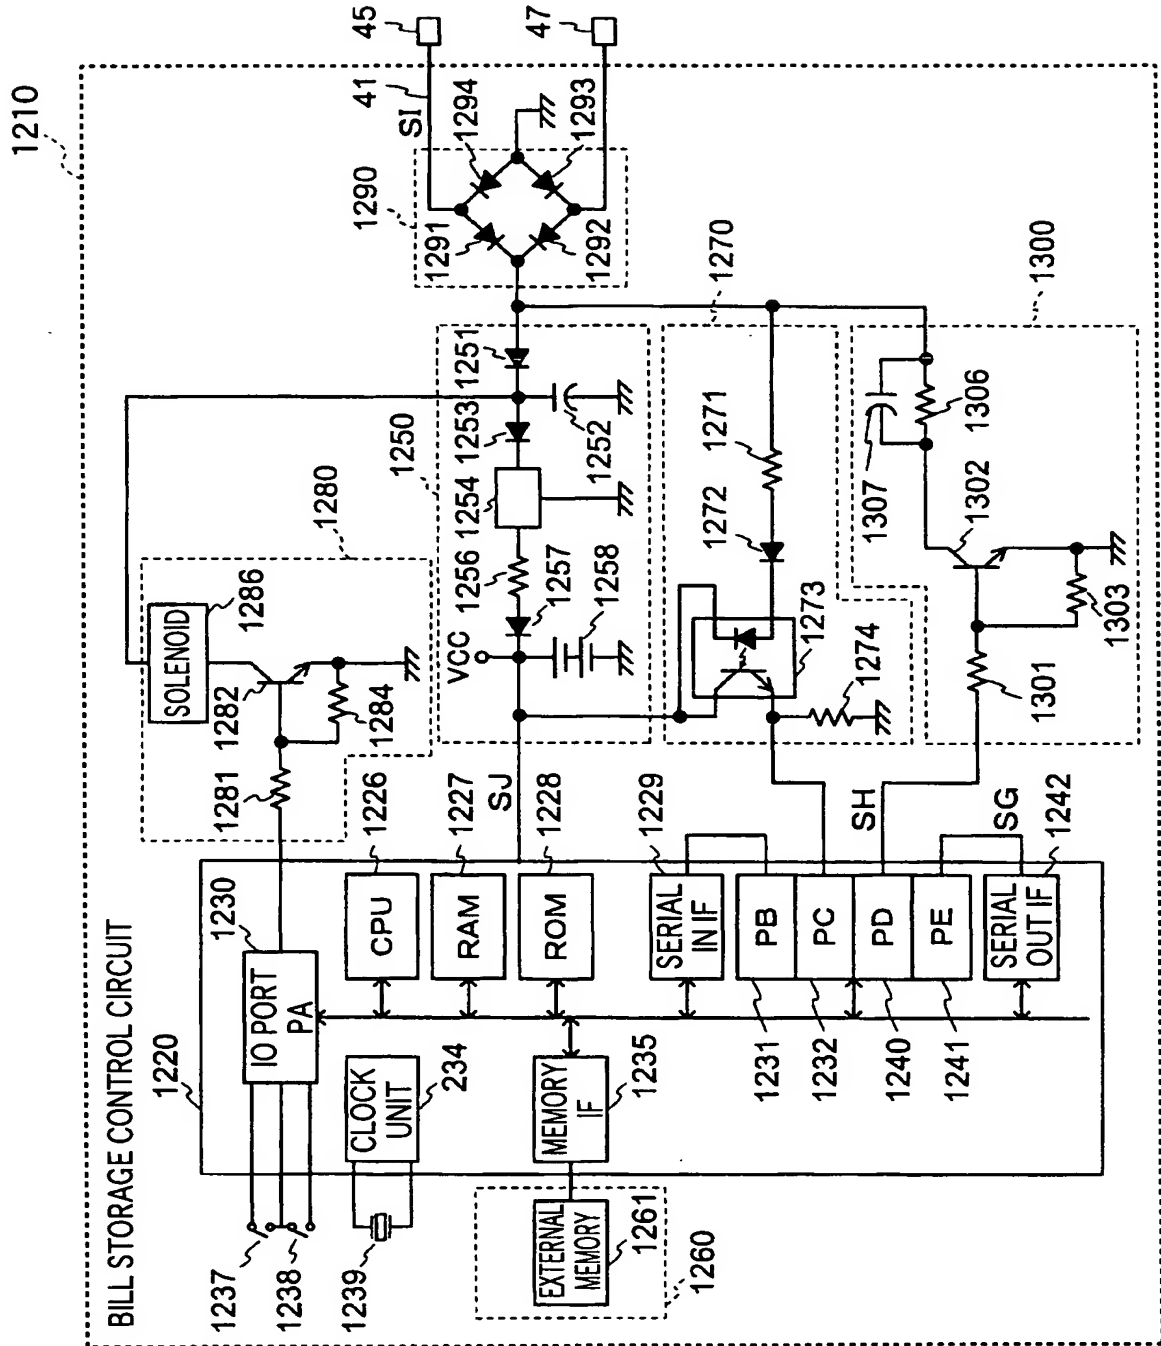 1210
BILL STORAGE CONTROL CIRCUIT
1220
1230
IO PORT
PA
1237
1238
1239
CLOCK
UNIT
234
CPU
1226
RAM
1227
ROM
1228
SERIAL
IN IF
1229
PB
PC
PD
PE
1231
1232
1240
1241
SERIAL
OUT IF
1242
MEMORY
IF
1235
EXTERNAL
MEMORY
1261
1260
SJ
SH
SG
1281
1282
1284
SOLENOID
1286
1280
1250
VCC
1251
1252
1253
1254
1256
1257
1258
1270
1271
1272
1273
1274
1300
1301
1302
1303
1306
1307
1290
1291
1292
1293
1294
SI
41
45
47